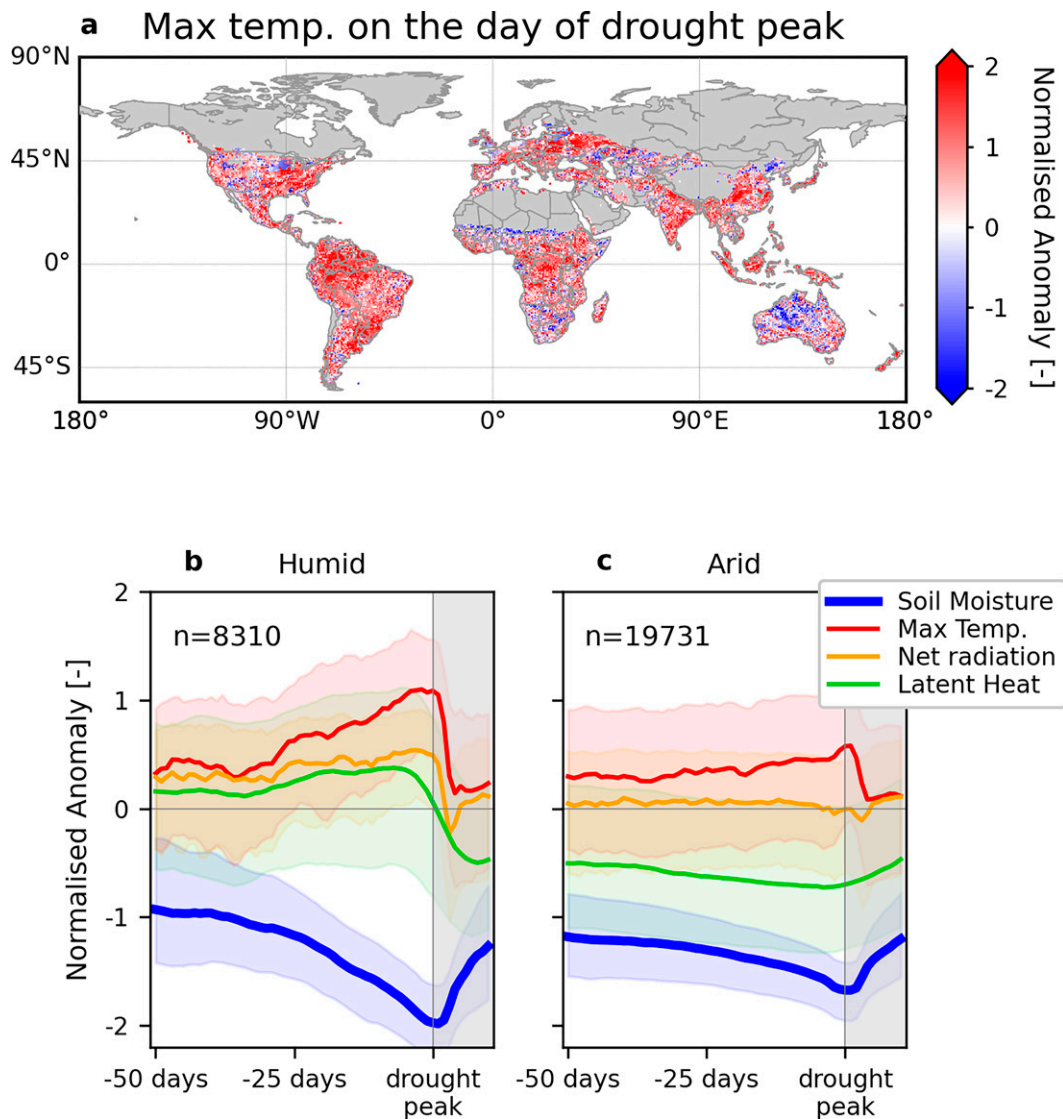 a Max temp. on the day of drought peak
90°N
45°N
0°
45°S
180°
90°W
0°
90°E
180°
2
1
0
-1
-2
Normalised Anomaly [-]
b Humid
n=8310
2
1
0
-1
-2
Normalised Anomaly [-]
-50 days
-25 days
drought
peak
c Arid
n=19731
Soil Moisture
Max Temp.
Net radiation
Latent Heat
-50 days
-25 days
drought
peak